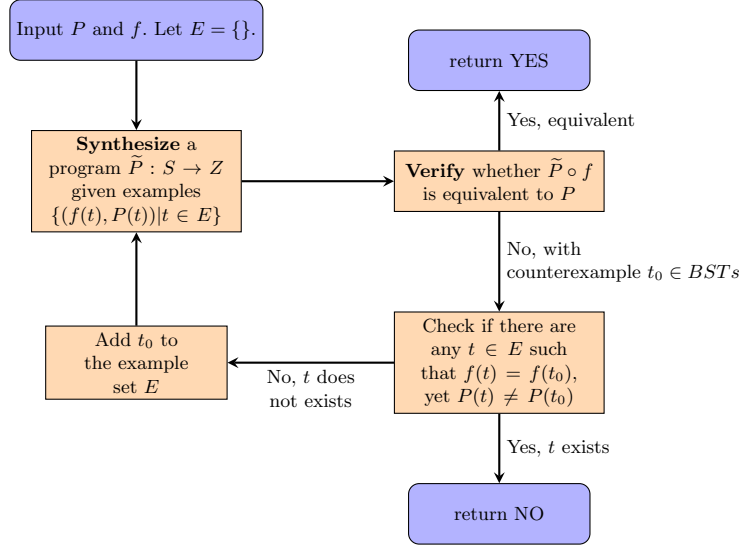 Input P and f. Let E = {}.
return YES
Yes, equivalent
Synthesize a
program P̃ : S → Z
given examples
{(f(t), P(t))|t ∈ E}
Verify whether P̃ ∘ f
is equivalent to P
No, with
counterexample t₀ ∈ BSTs
Check if there are
any t ∈ E such
that f(t) = f(t₀),
yet P(t) ≠ P(t₀)
No, t does
not exists
Add t₀ to
the example
set E
Yes, t exists
return NO